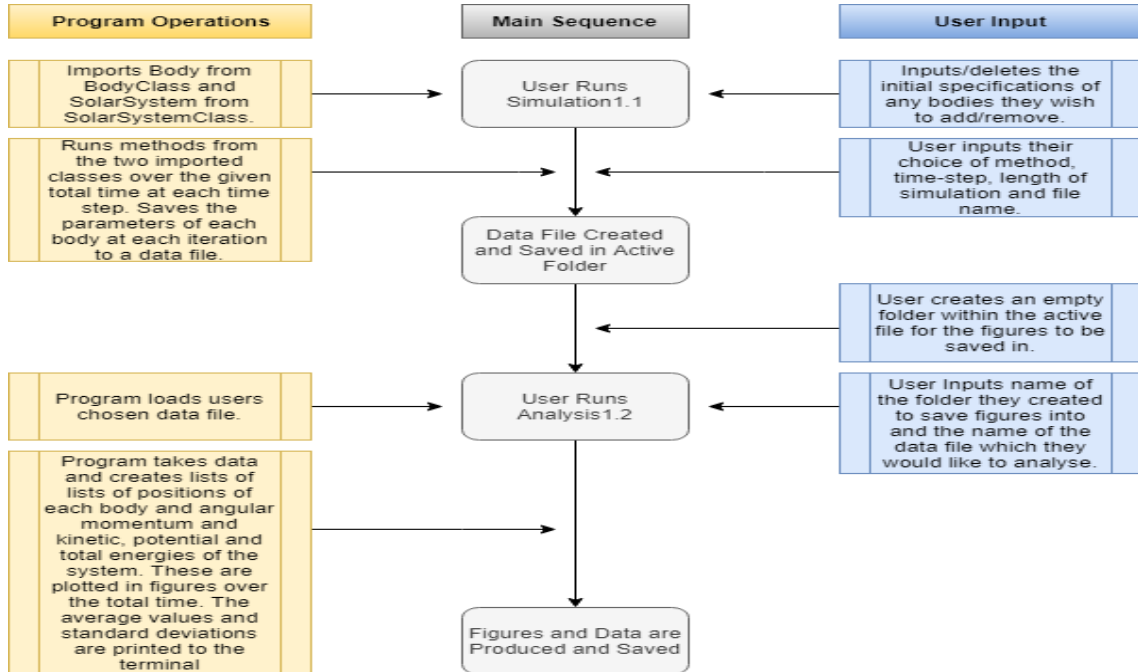 Program Operations
Main Sequence
User Input
Imports Body from
BodyClass and
SolarSystem from
SolarSystemClass.
User Runs
Simulation1.1
Inputs/deletes the
initial specifications of
any bodies they wish
to add/remove.
Runs methods from
the two imported
classes over the given
total time at each time
step. Saves the
parameters of each
body at each iteration
to a data file.
User inputs their
choice of method,
time-step, length of
simulation and file
name.
Data File Created
and Saved in Active
Folder
User creates an empty
folder within the active
file for the figures to be
saved in.
Program loads users
chosen data file.
User Runs
Analysis1.2
User Inputs name of
the folder they created
to save figures into
and the name of the
data file which they
would like to analyse.
Program takes data
and creates lists of
lists of positions of
each body and angular
momentum and
kinetic, potential and
total energies of the
system. These are
plotted in figures over
the total time. The
average values and
standard deviations
are printed to the
terminal
Figures and Data are
Produced and Saved